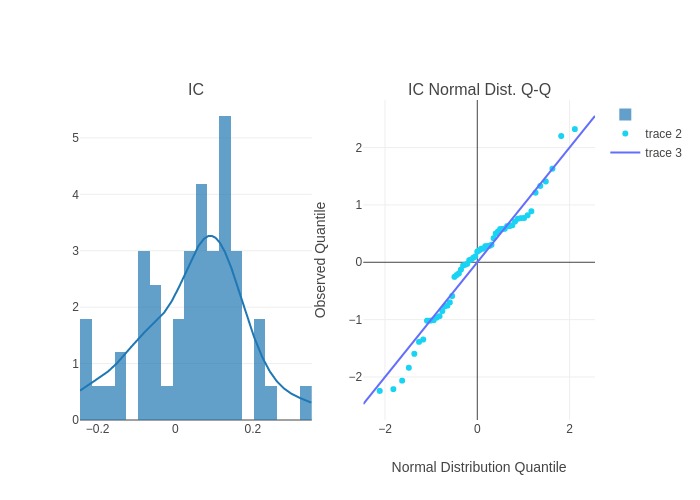 IC
IC Normal Dist. Q-Q
5
4
3
2
1
0
−0.2
0
0.2
Observed Quantile
2
1
0
−1
−2
−2
0
2
Normal Distribution Quantile
trace 2
trace 3